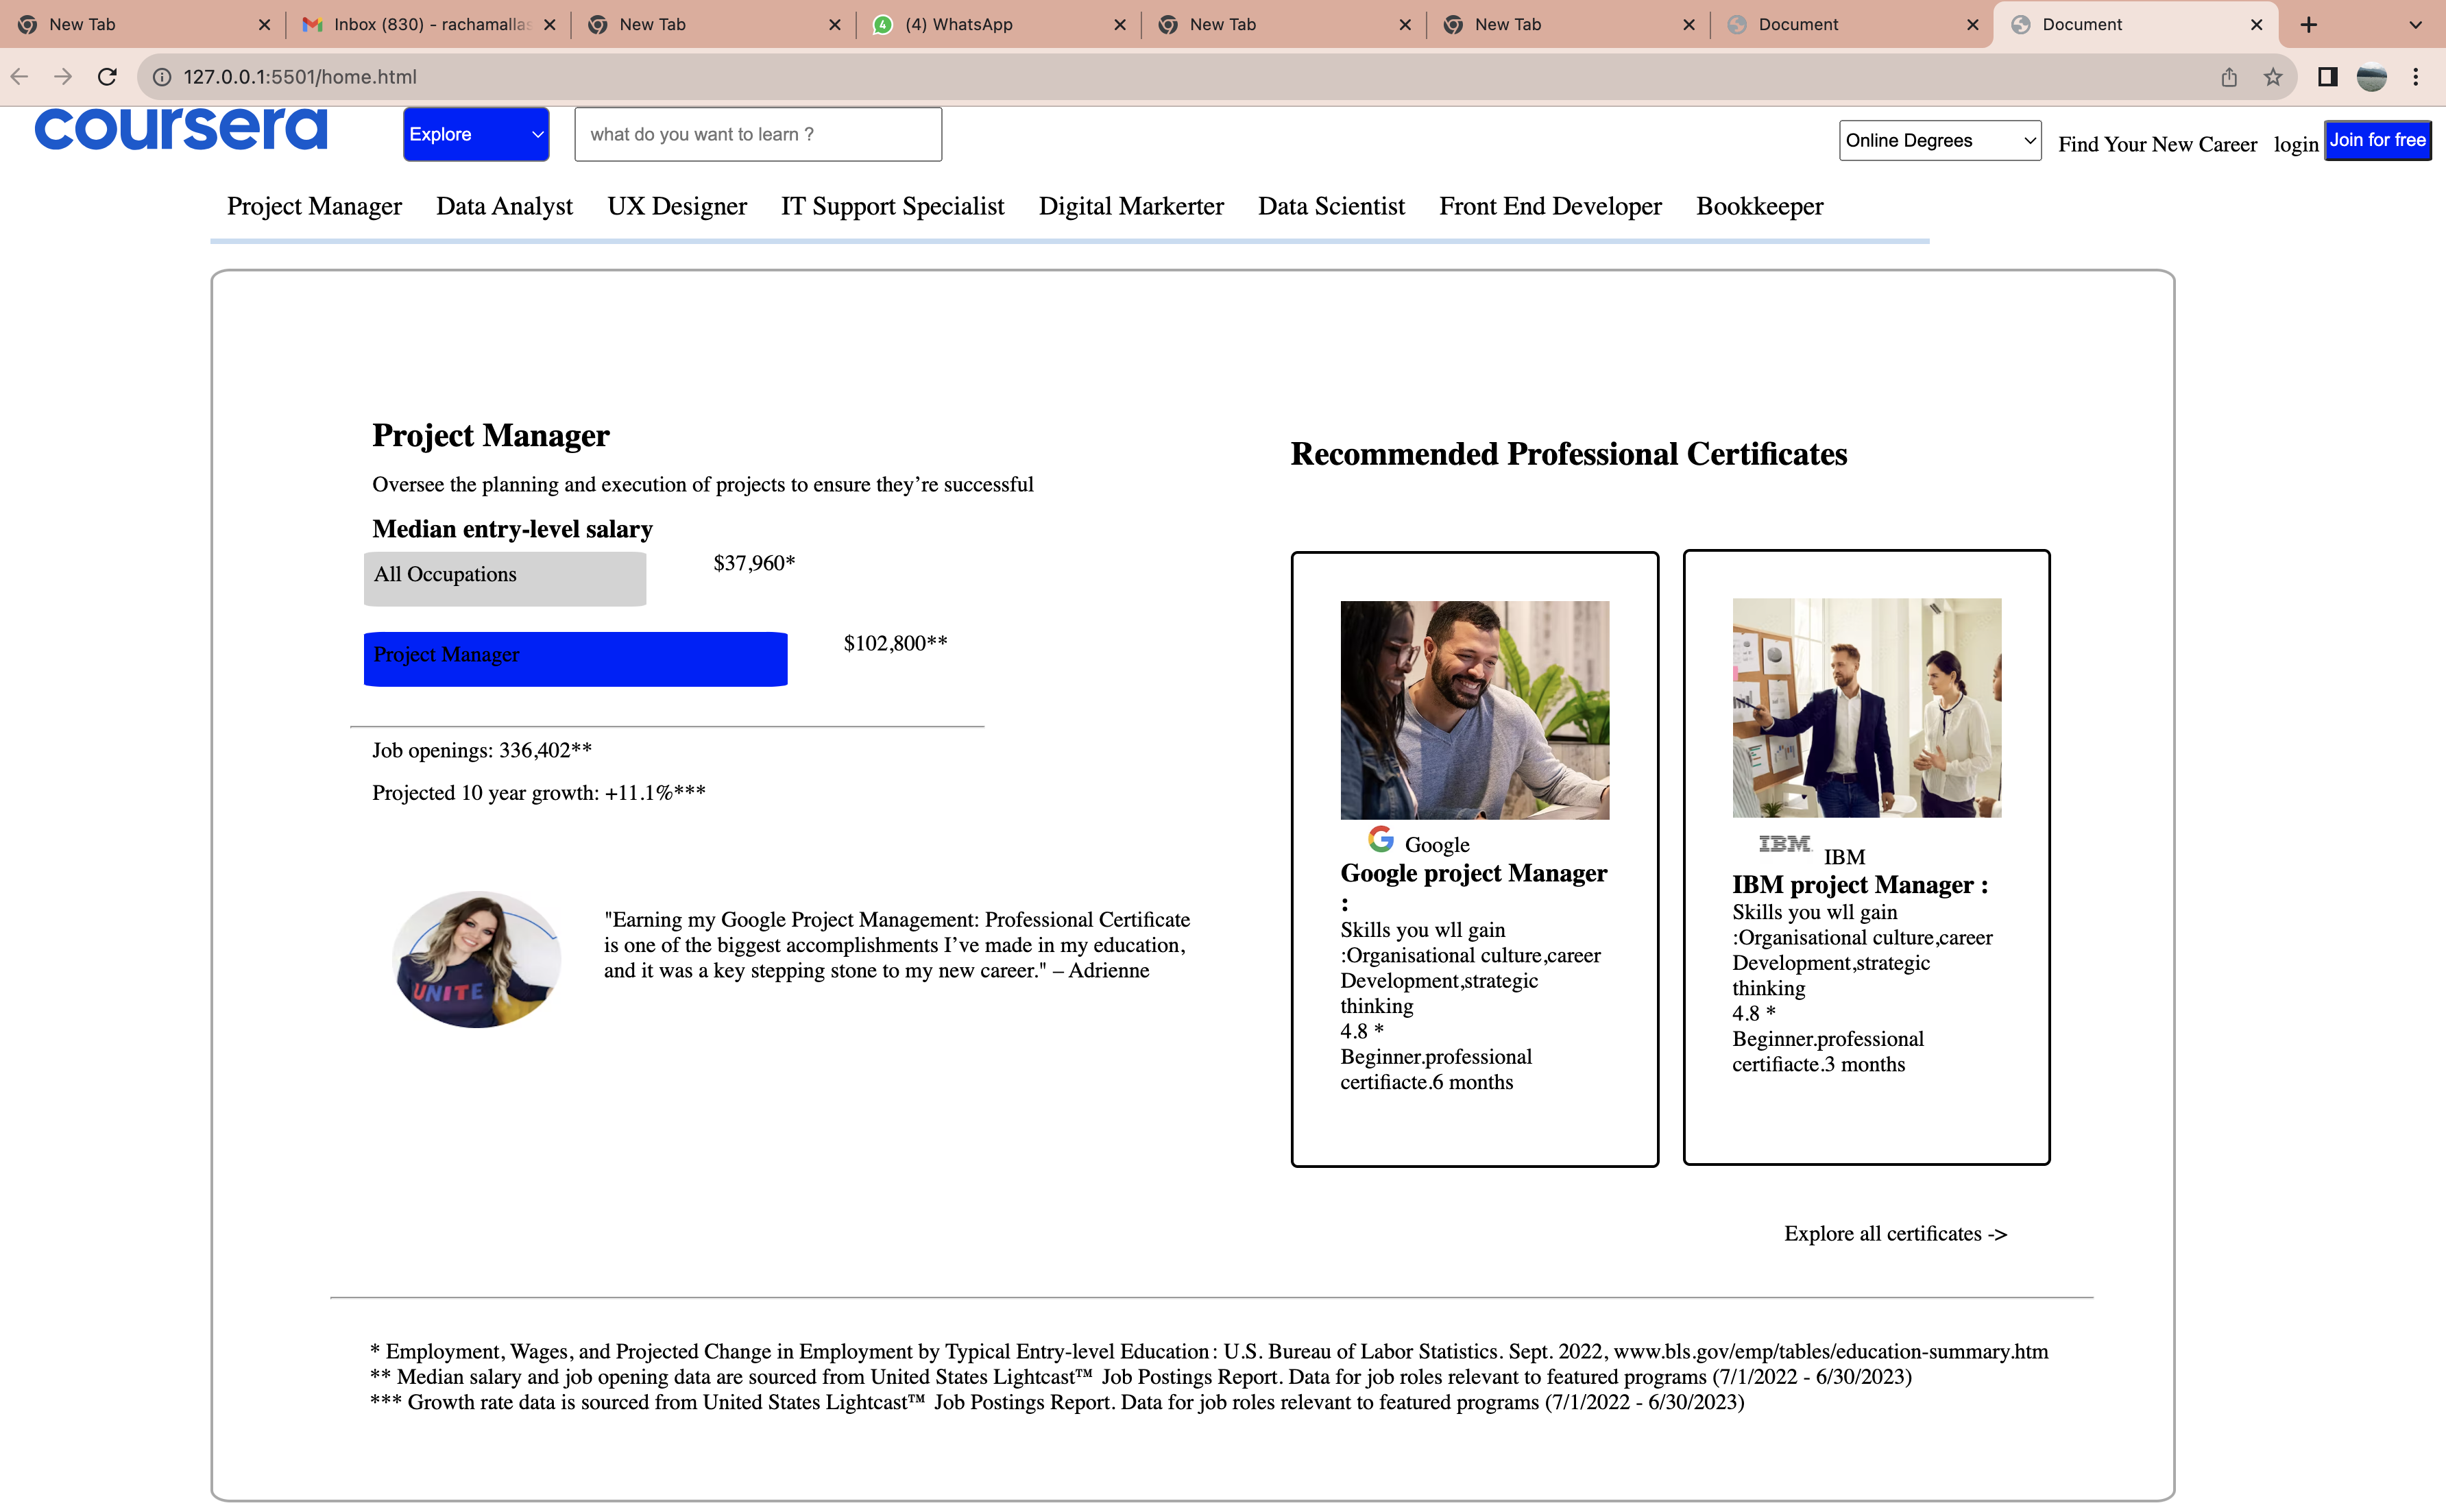 New Tab
Inbox (830) - rachamallas
New Tab
4
(4) WhatsApp
New Tab
New Tab
Document
Document
127.0.0.1:5501/home.html
coursera
Explore
what do you want to learn ?
Online Degrees
Find Your New Career
login
Join for free
Project Manager
Data Analyst
UX Designer
IT Support Specialist
Digital Markerter
Data Scientist
Front End Developer
Bookkeeper
Project Manager
Oversee the planning and execution of projects to ensure they’re successful
Median entry-level salary
All Occupations
$37,960*
Project Manager
$102,800**
Job openings: 336,402**
Projected 10 year growth: +11.1%***
UNITE
"Earning my Google Project Management: Professional Certificate
is one of the biggest accomplishments I’ve made in my education,
and it was a key stepping stone to my new career." – Adrienne
Recommended Professional Certificates
G Google
Google project Manager
:
Skills you wll gain
:Organisational culture,career
Development,strategic
thinking
4.8 *
Beginner.professional
certifiacte.6 months
IBM IBM
IBM project Manager :
Skills you wll gain
:Organisational culture,career
Development,strategic
thinking
4.8 *
Beginner.professional
certifiacte.3 months
Explore all certificates ->
* Employment, Wages, and Projected Change in Employment by Typical Entry-level Education: U.S. Bureau of Labor Statistics. Sept. 2022, www.bls.gov/emp/tables/education-summary.htm
** Median salary and job opening data are sourced from United States Lightcast™ Job Postings Report. Data for job roles relevant to featured programs (7/1/2022 - 6/30/2023)
*** Growth rate data is sourced from United States Lightcast™ Job Postings Report. Data for job roles relevant to featured programs (7/1/2022 - 6/30/2023)